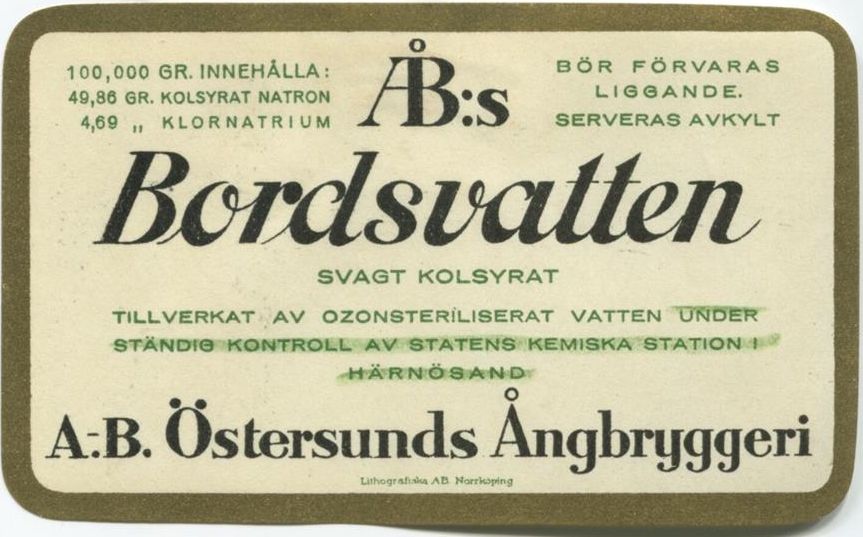 100,000 GR. INNEHÅLLA:
49,86 GR. KOLSYRAT NATRON
4,69 „ KLORNATRIUM
ÅB:s
BÖR FÖRVARAS
LIGGANDE.
SERVERAS AVKYLT
Bordsvatten
SVAGT KOLSYRAT
TILLVERKAT AV OZONSTERILISERAT VATTEN UNDER
STÄNDIG KONTROLL AV STATENS KEMISKA STATION I
HÄRNÖSAND
A.-B. Östersunds Ångbryggeri
Lithografiska AB. Norrköping